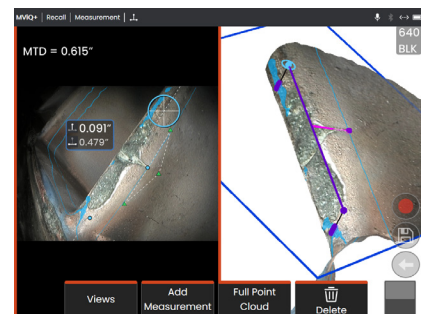 MViQ+ | Recall | Measurement |
MTD = 0.615"
640
BLK
0.091"
0.479"
Views
Add
Measurement
Full Point
Cloud
Delete